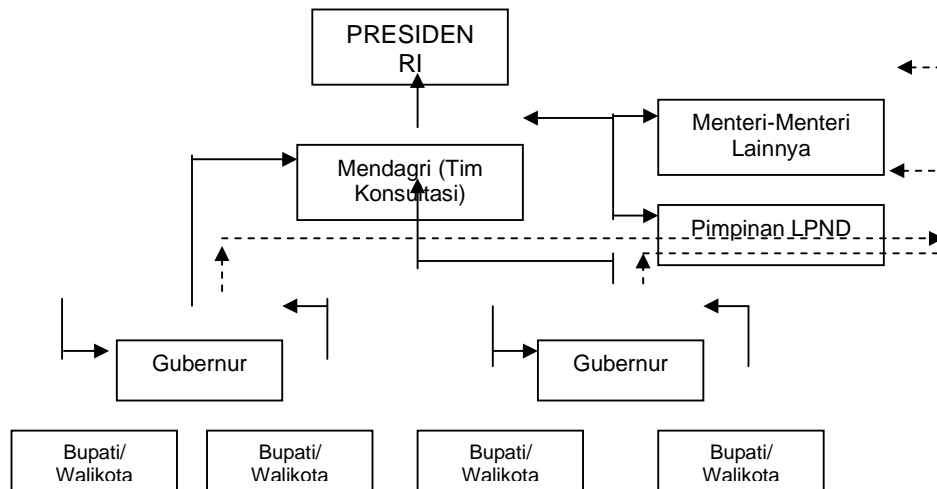 PRESIDEN
RI
Menteri-Menteri
Lainnya
Mendagri (Tim
Konsultasi)
Pimpinan LPND
Gubernur
Gubernur
Bupati/
Walikota
Bupati/
Walikota
Bupati/
Walikota
Bupati/
Walikota